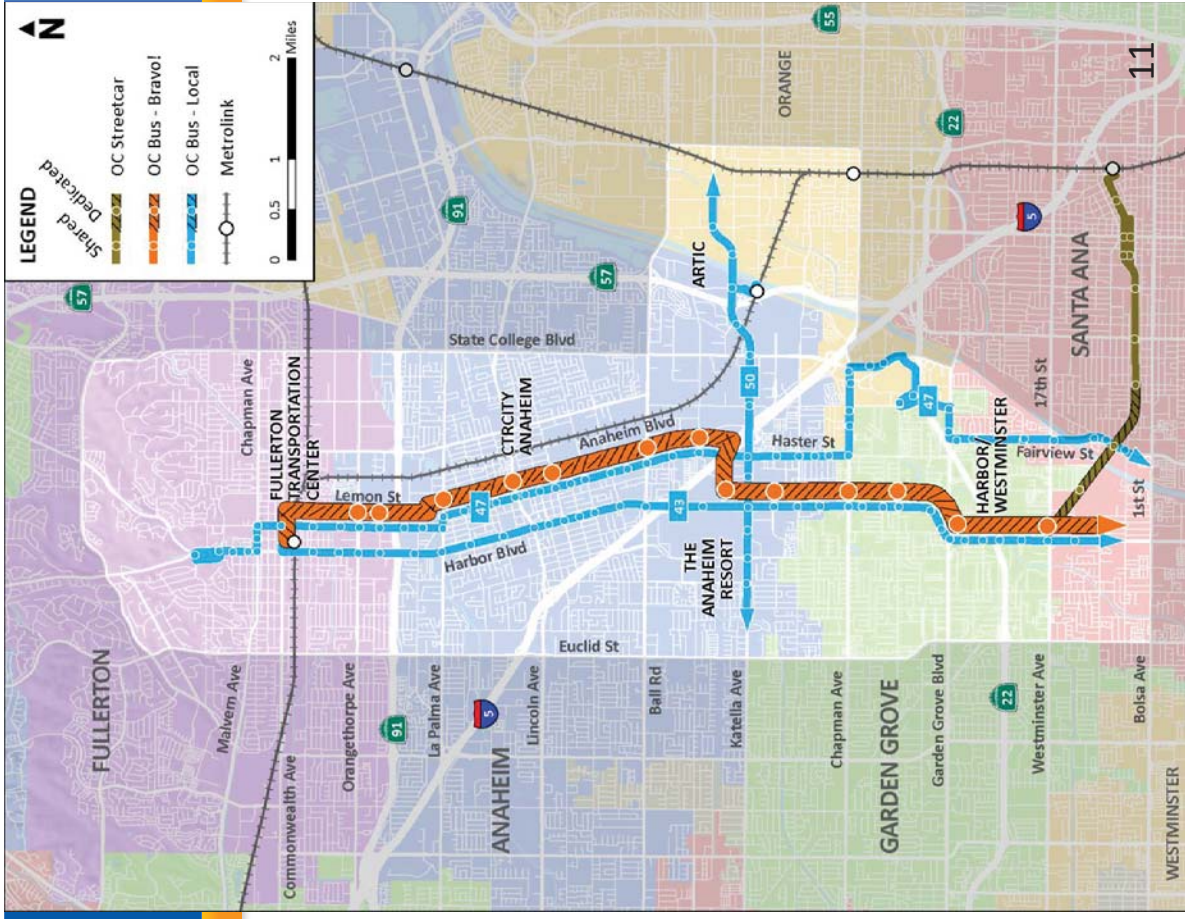 N
LEGEND
Shared
Dedicated
OC Streetcar
OC Bus - Bravo!
OC Bus - Local
Metrolink
0
0.5
1
2
Miles
57
91
57
55
22
5
ORANGE
11
FULLERTON
Malvern Ave
Chapman Ave
Commonwealth Ave
FULLERTON
TRANSPORTATION
CENTER
Orangethorpe Ave
Lemon St
State College Blvd
91
La Palma Ave
5
47
CTRCITY
ANAHEIM
Anaheim Blvd
Harbor Blvd
ANAHEIM
Lincoln Ave
Euclid St
Ball Rd
43
ARTIC
THE
ANAHEIM
RESORT
Katella Ave
50
Haster St
Chapman Ave
GARDEN GROVE
Garden Grove Blvd
47
HARBOR/
WESTMINSTER
22
Westminster Ave
17th St
Fairview St
SANTA ANA
Bolsa Ave
1st St
WESTMINSTER